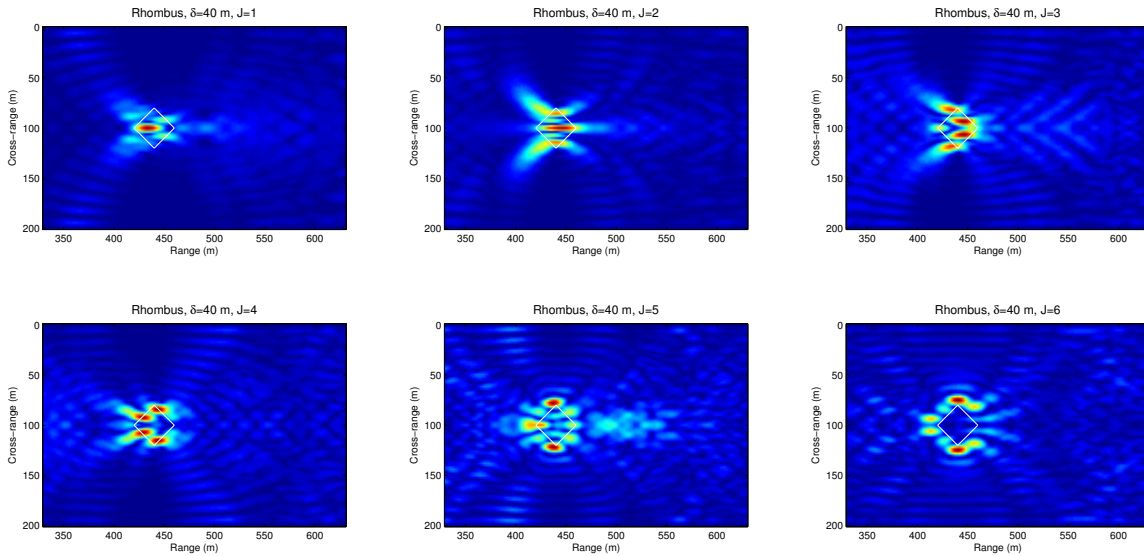 Rhombus, δ=40 m, J=1
Cross−range (m)
0
50
100
150
200
350 400 450 500 550 600
Range (m)
Rhombus, δ=40 m, J=2
Cross−range (m)
0
50
100
150
200
350 400 450 500 550 600
Range (m)
Rhombus, δ=40 m, J=3
Cross−range (m)
0
50
100
150
200
350 400 450 500 550 600
Range (m)
Rhombus, δ=40 m, J=4
Cross−range (m)
0
50
100
150
200
350 400 450 500 550 600
Range (m)
Rhombus, δ=40 m, J=5
Cross−range (m)
0
50
100
150
200
350 400 450 500 550 600
Range (m)
Rhombus, δ=40 m, J=6
Cross−range (m)
0
50
100
150
200
350 400 450 500 550 600
Range (m)